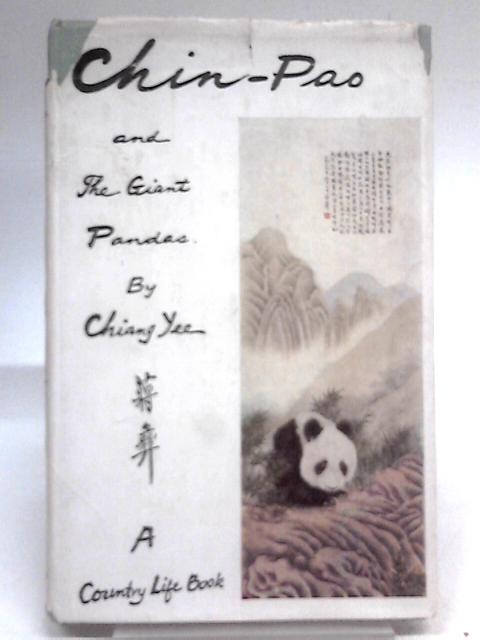 Chin-Pao
and
The Giant
Pandas.
By
Chiang Yee
蔣彝
A
Country Life Book